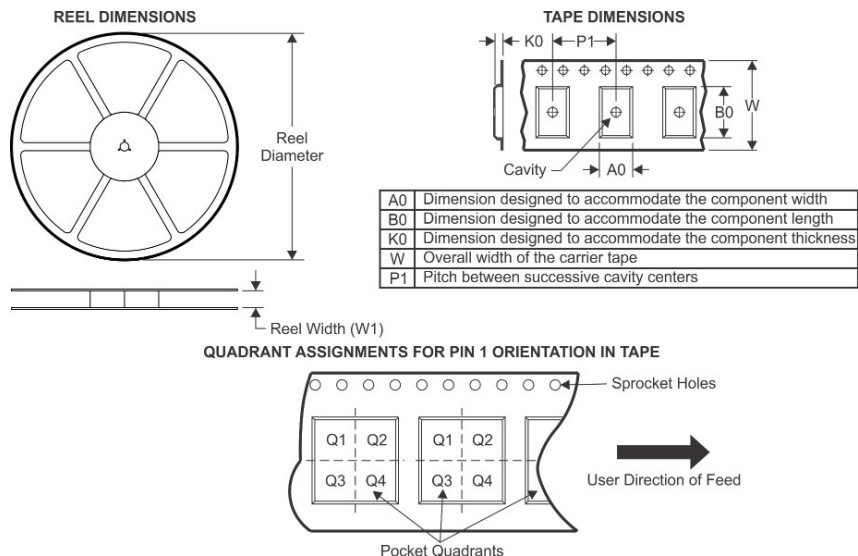 REEL DIMENSIONS
Reel
Diameter
Reel Width (W1)
TAPE DIMENSIONS
K0 P1
B0 W
Cavity A0
A0 Dimension designed to accommodate the component width
B0 Dimension designed to accommodate the component length
K0 Dimension designed to accommodate the component thickness
W Overall width of the carrier tape
P1 Pitch between successive cavity centers
QUADRANT ASSIGNMENTS FOR PIN 1 ORIENTATION IN TAPE
Sprocket Holes
Q1 Q2 Q1 Q2
Q3 Q4 Q3 Q4
User Direction of Feed
Pocket Quadrants